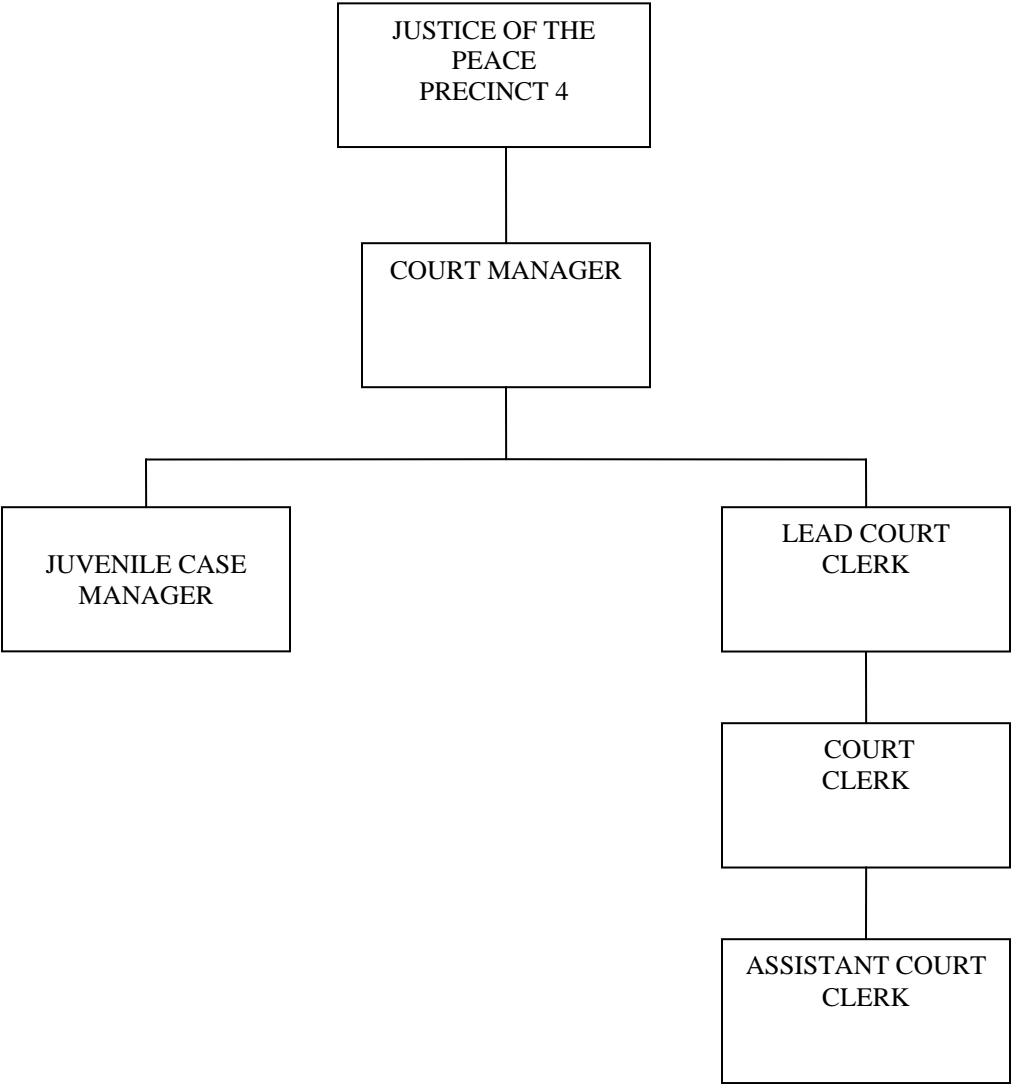 JUSTICE OF THE
PEACE
PRECINCT 4
COURT MANAGER
JUVENILE CASE
MANAGER
LEAD COURT
CLERK
COURT
CLERK
ASSISTANT COURT
CLERK